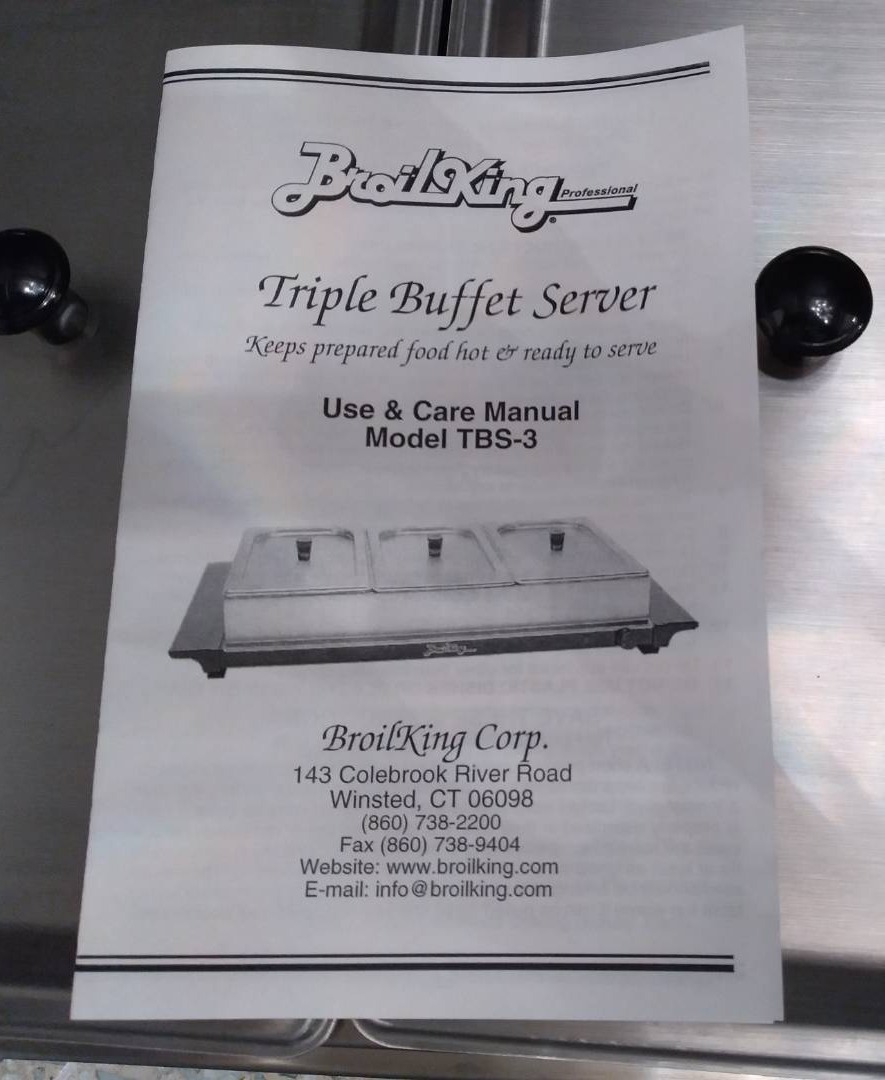 BroilKing Professional®
Triple Buffet Server
Keeps prepared food hot & ready to serve
Use & Care Manual
Model TBS-3
BroilKing
BroilKing Corp.
143 Colebrook River Road
Winsted, CT 06098
(860) 738-2200
Fax (860) 738-9404
Website: www.broilking.com
E-mail: info@broilking.com